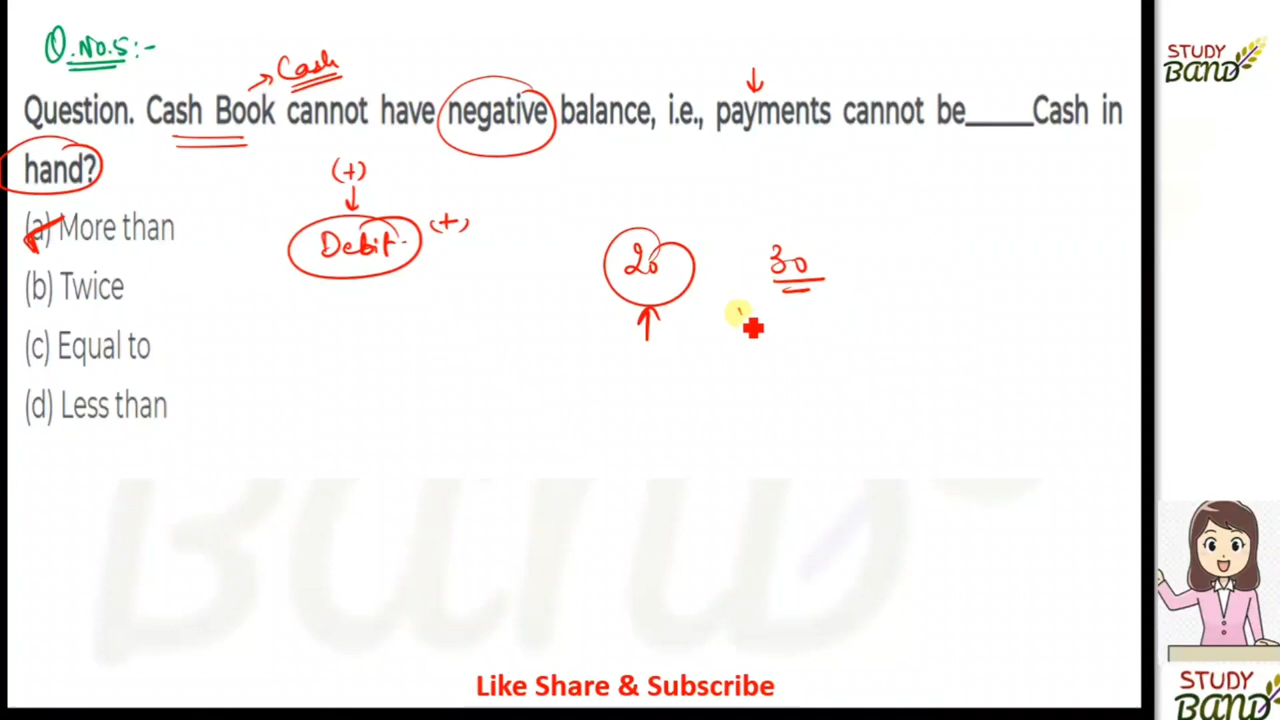 Q.No.5:-
STUDY
BAND
Cash
Question. Cash Book cannot have negative balance, i.e., payments cannot be_____Cash in
hand?
(+)
(a) More than
Debit
(+)
20
30
(b) Twice
(c) Equal to
(d) Less than
Band
Like Share & Subscribe
STUDY
BAND